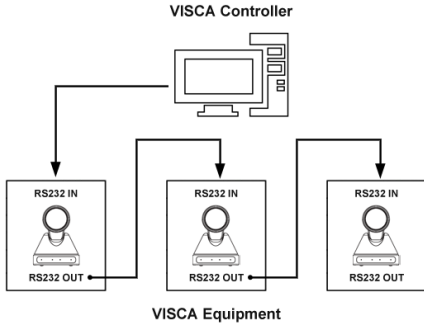 VISCA Controller
RS232 IN
RS232 OUT
RS232 IN
RS232 OUT
RS232 IN
RS232 OUT
VISCA Equipment